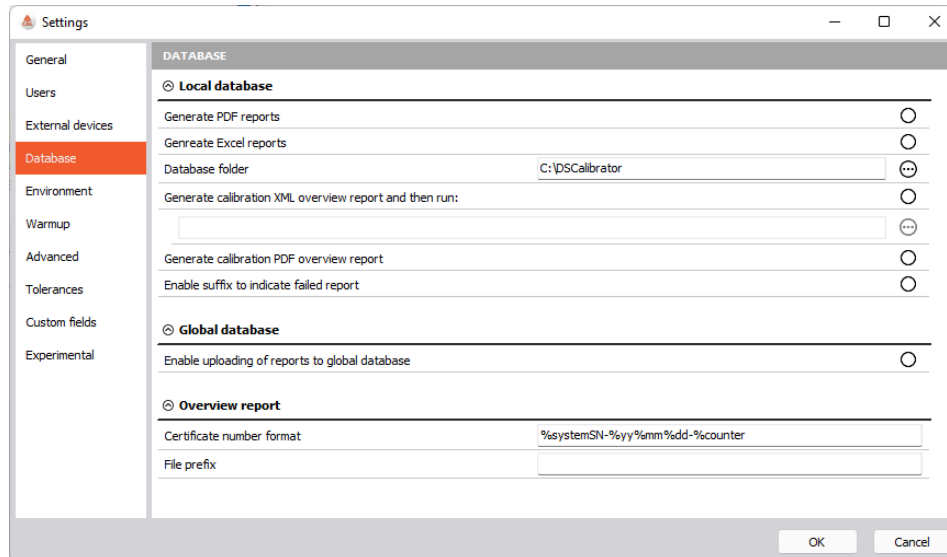 Settings
General
Users
External devices
Database
Environment
Warmup
Advanced
Tolerances
Custom fields
Experimental
DATABASE
Local database
Generate PDF reports
Genreate Excel reports
Database folder C:\DSCalibrator
Generate calibration XML overview report and then run:
Generate calibration PDF overview report
Enable suffix to indicate failed report
Global database
Enable uploading of reports to global database
Overview report
Certificate number format %systemSN-%yy%mm%dd-%counter
File prefix
OK Cancel